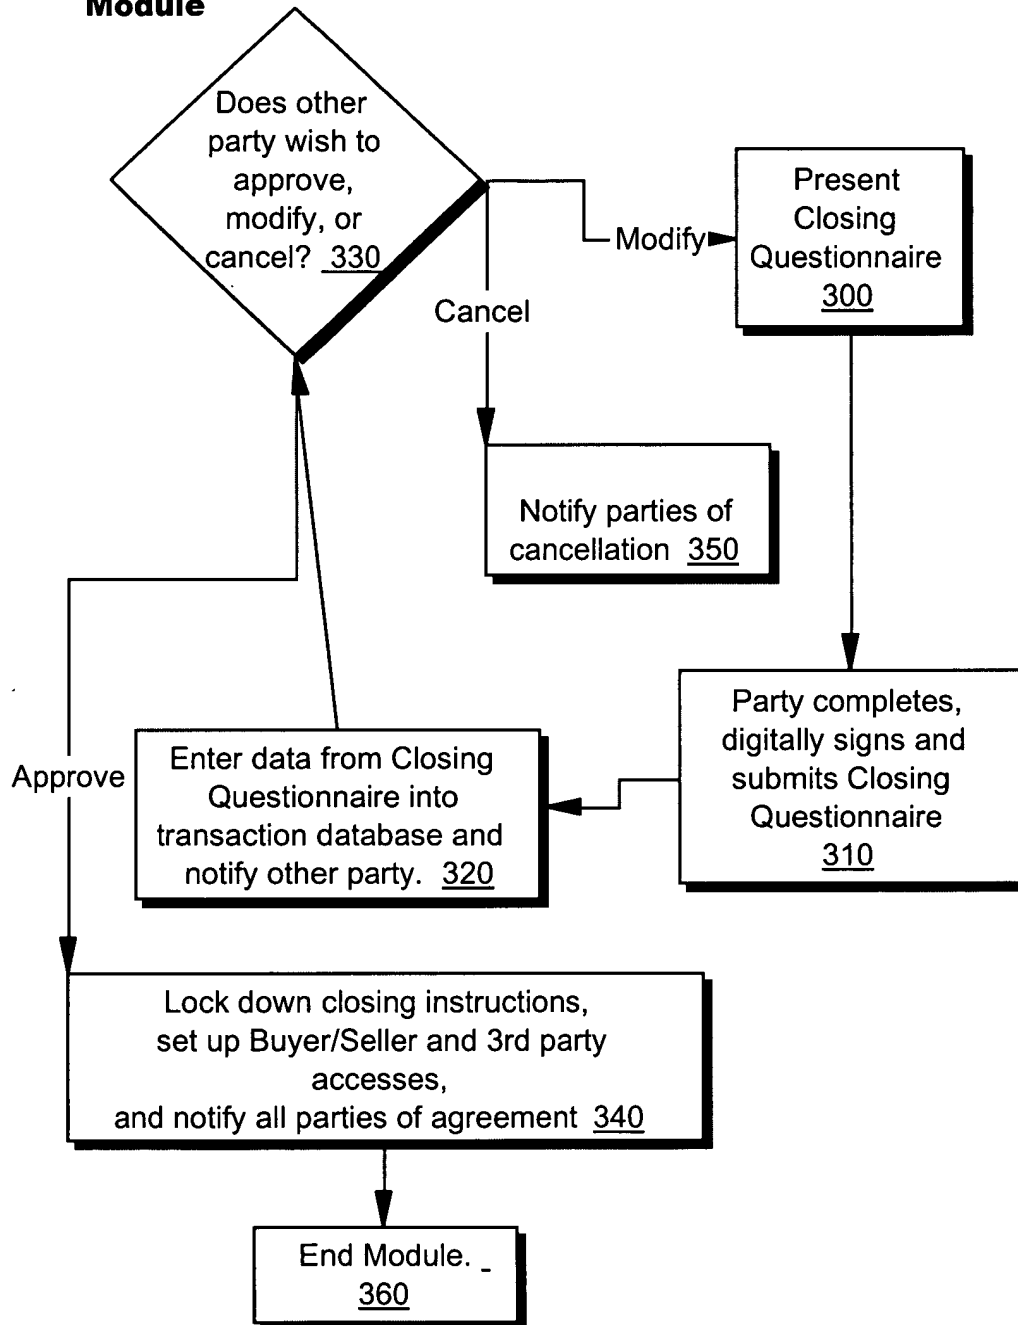 Module
Does other
party wish to
approve,
modify, or
cancel? 330
Modify
Present
Closing
Questionnaire
300
Cancel
Notify parties of
cancellation 350
Party completes,
digitally signs and
submits Closing
Questionnaire
310
Approve
Enter data from Closing
Questionnaire into
transaction database and
notify other party. 320
Lock down closing instructions,
set up Buyer/Seller and 3rd party
accesses,
and notify all parties of agreement 340
End Module.
360